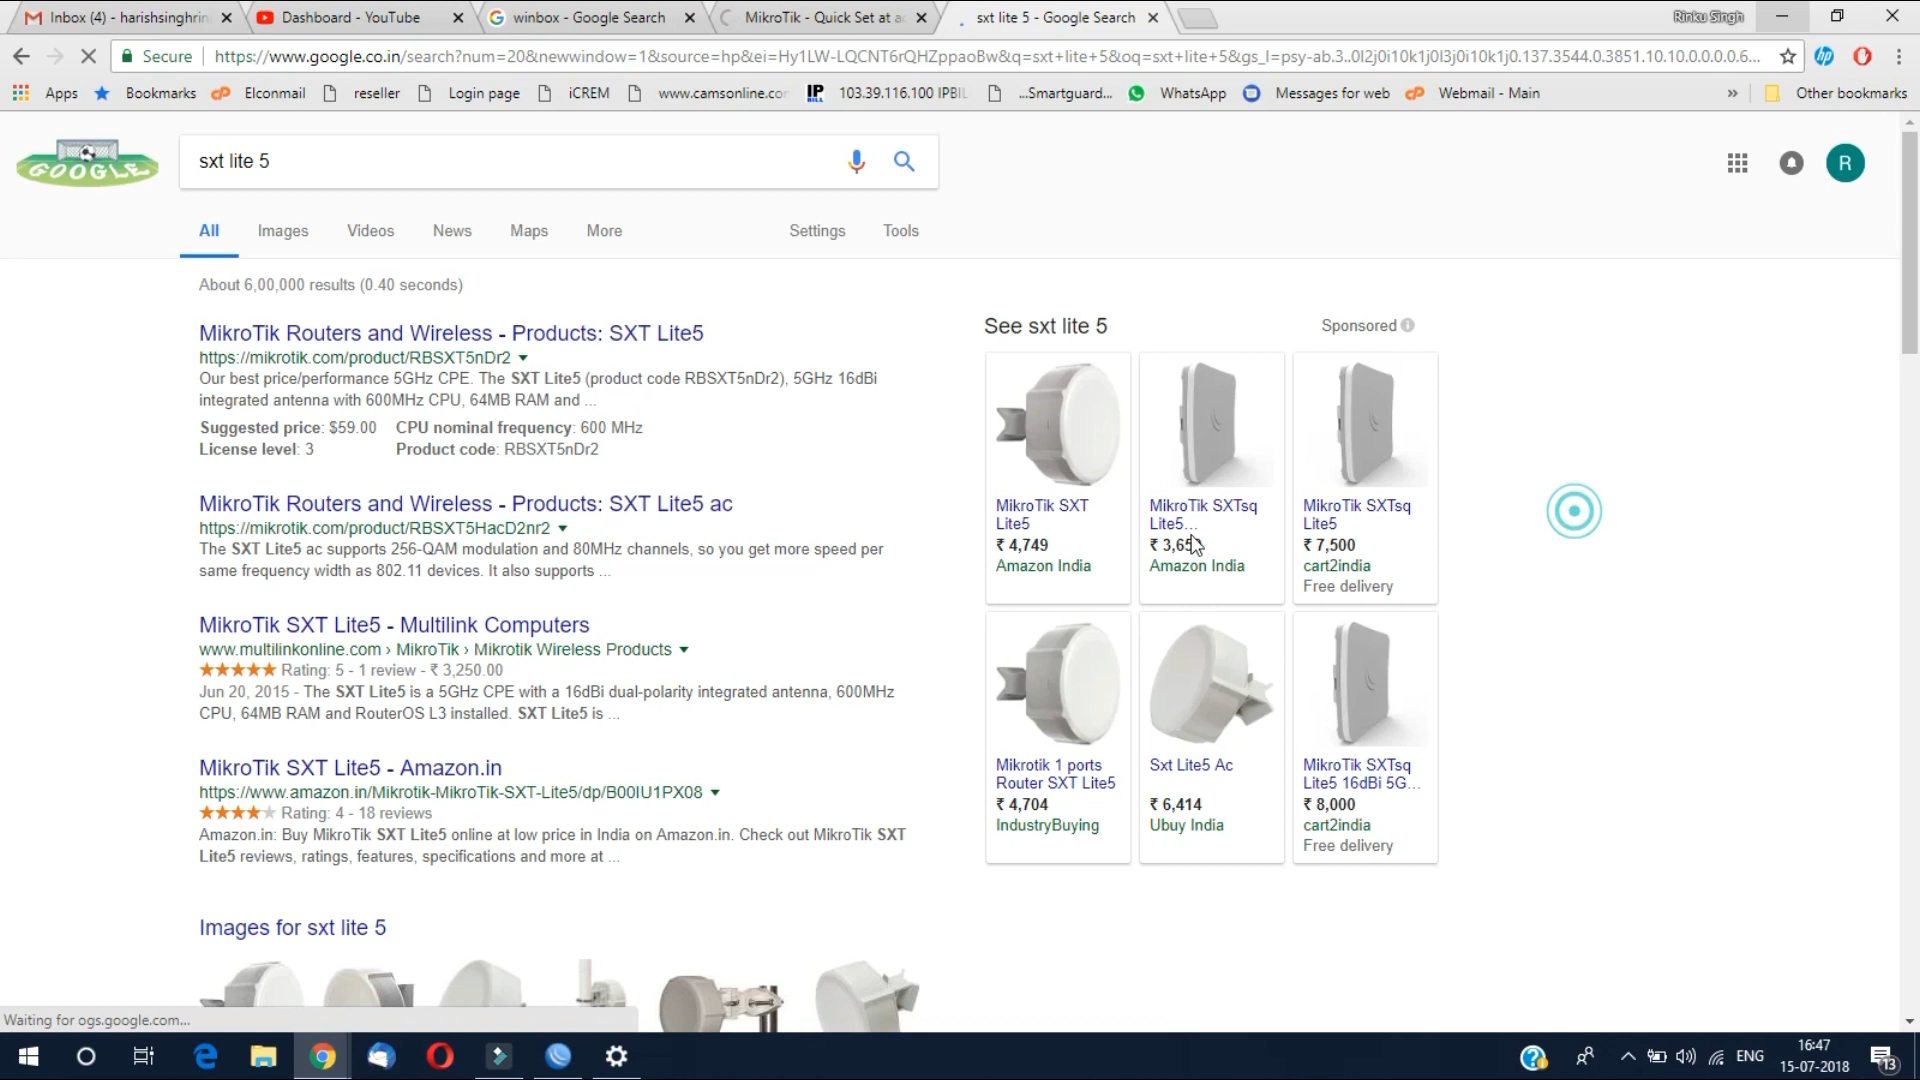 Inbox (4) - harishsinghrin
Dashboard - YouTube
winbox - Google Search
MikroTik - Quick Set at a
sxt lite 5 - Google Search
Rinku Singh
Secure
https://www.google.co.in/search?num=20&newwindow=1&source=hp&ei=Hy1LW-LQCNT6rQHZppaoBw&q=sxt+lite+5&oq=sxt+lite+5&gs_l=psy-ab.3..0l2j0i10k1j0l3j0i10k1j0.137.3544.0.3851.10.10.0.0.0.0.6...
Apps
Bookmarks
Elconmail
reseller
Login page
iCREM
www.camsonline.com
IP BILL
103.39.116.100 IPBIL
...Smartguard...
WhatsApp
Messages for web
Webmail - Main
»
Other bookmarks
GOOGLE
sxt lite 5
R
All
Images
Videos
News
Maps
More
Settings
Tools
About 6,00,000 results (0.40 seconds)
MikroTik Routers and Wireless - Products: SXT Lite5
https://mikrotik.com/product/RBSXT5nDr2
Our best price/performance 5GHz CPE. The SXT Lite5 (product code RBSXT5nDr2), 5GHz 16dBi
integrated antenna with 600MHz CPU, 64MB RAM and ...
Suggested price: $59.00 CPU nominal frequency: 600 MHz
License level: 3 Product code: RBSXT5nDr2
MikroTik Routers and Wireless - Products: SXT Lite5 ac
https://mikrotik.com/product/RBSXT5HacD2nr2
The SXT Lite5 ac supports 256-QAM modulation and 80MHz channels, so you get more speed per
same frequency width as 802.11 devices. It also supports ...
MikroTik SXT Lite5 - Multilink Computers
www.multilinkonline.com › MikroTik › Mikrotik Wireless Products
Rating: 5 - 1 review - ₹ 3,250.00
Jun 20, 2015 - The SXT Lite5 is a 5GHz CPE with a 16dBi dual-polarity integrated antenna, 600MHz
CPU, 64MB RAM and RouterOS L3 installed. SXT Lite5 is ...
MikroTik SXT Lite5 - Amazon.in
https://www.amazon.in/Mikrotik-MikroTik-SXT-Lite5/dp/B00IU1PX08
Rating: 4 - 18 reviews
Amazon.in: Buy MikroTik SXT Lite5 online at low price in India on Amazon.in. Check out MikroTik SXT
Lite5 reviews, ratings, features, specifications and more at ...
Images for sxt lite 5
See sxt lite 5
Sponsored
MikroTik SXT
Lite5
₹ 4,749
Amazon India
MikroTik SXTsq
Lite5...
₹ 3,65
Amazon India
MikroTik SXTsq
Lite5
₹ 7,500
cart2india
Free delivery
Mikrotik 1 ports
Router SXT Lite5
₹ 4,704
IndustryBuying
Sxt Lite5 Ac
₹ 6,414
Ubuy India
MikroTik SXTsq
Lite5 16dBi 5G...
₹ 8,000
cart2india
Free delivery
Waiting for ogs.google.com...
ENG
16:47
15-07-2018
13